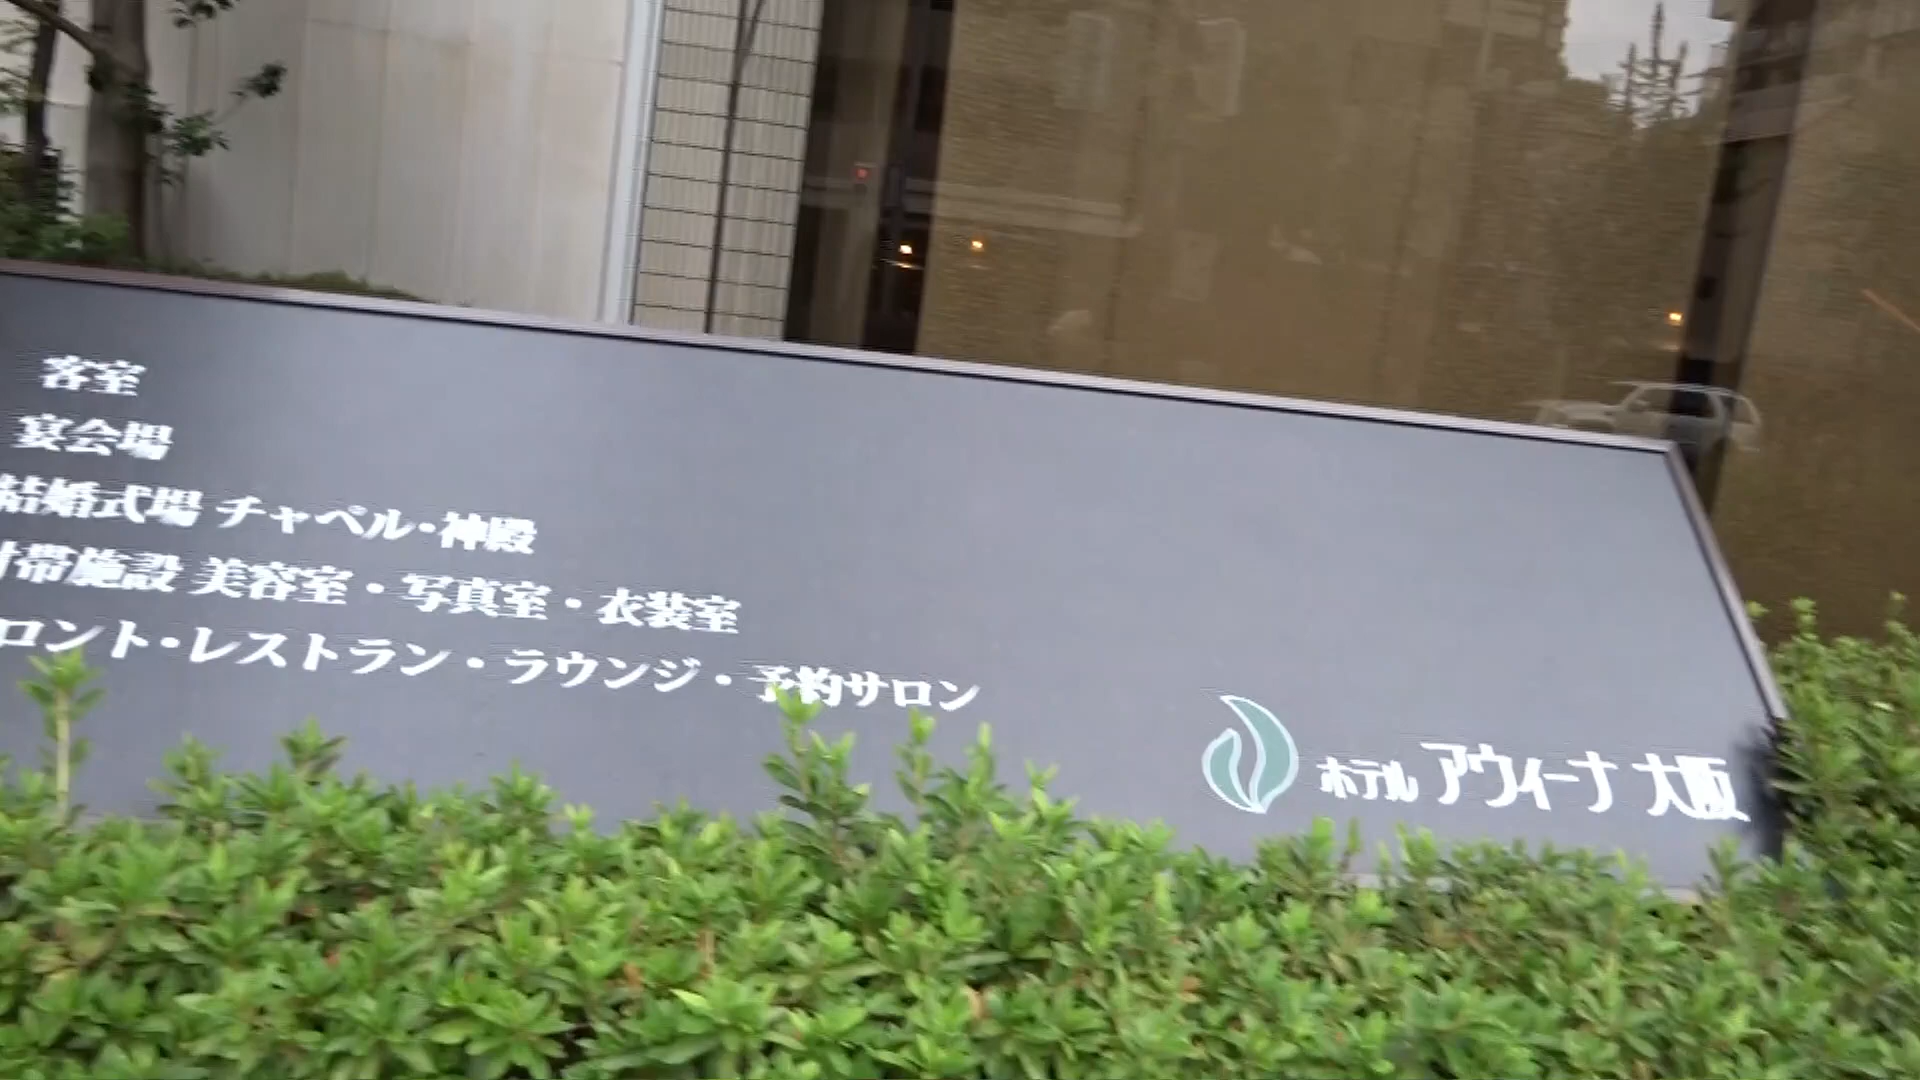 客室
宴会場
結婚式場 チャペル・神殿
付帯施設 美容室・写真室・衣装室
ロント・レストラン・ラウンジ・予約サロン
ホテル アウィーナ 大阪